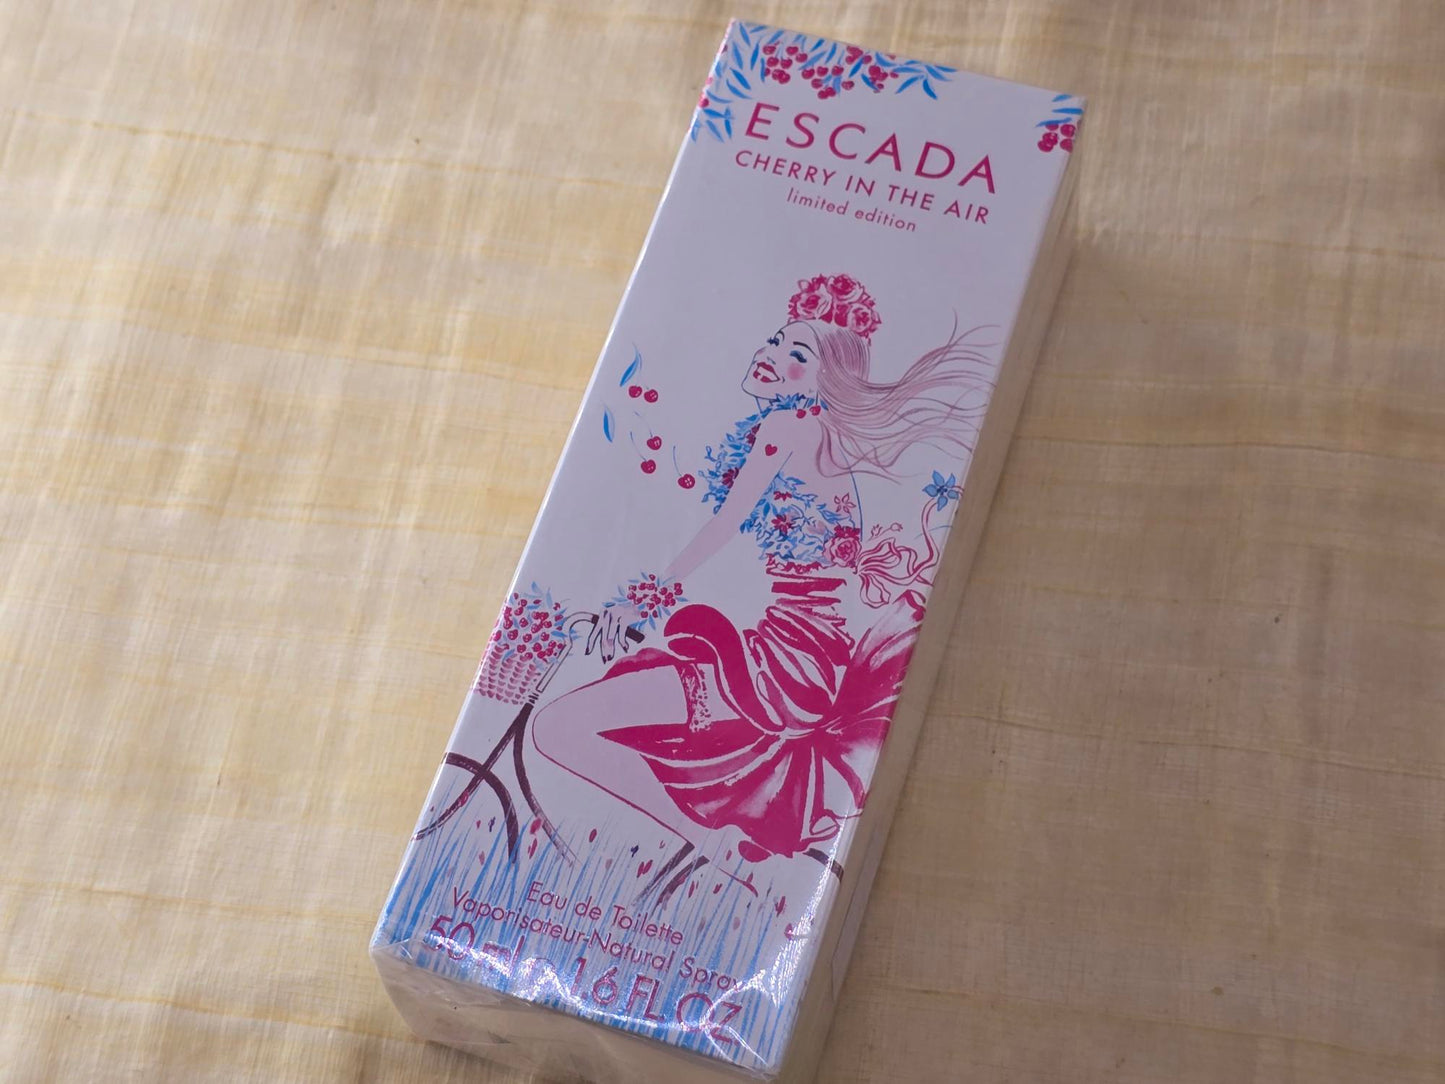 ESCADA
CHERRY IN THE AIR
limited edition
Eau de Toilette
Vaporisateur-Natural Spray
50 ml e 1.6 FL OZ